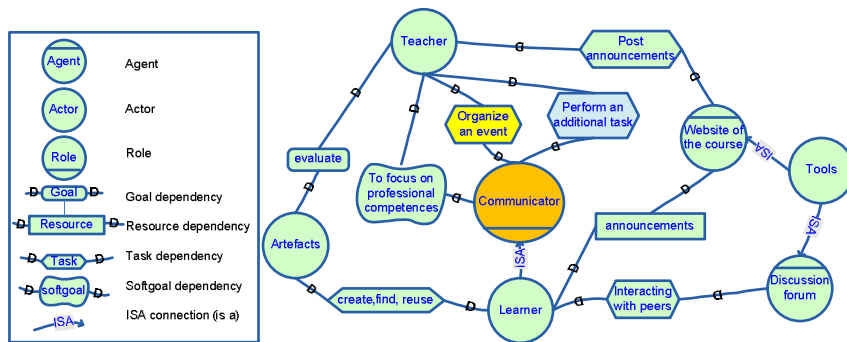 Agent
Agent
Actor
Actor
Role
Role
D Goal D
Goal dependency
D Resource D
Resource dependency
D Task D
Task dependency
D softgoal D
Softgoal dependency
ISA
ISA connection (is a)
Teacher
D
Post
announcements
D
D
D
D
D
Organize
an event
D
Perform an
additional task
D
D
evaluate
D
To focus on
professional
competences
D
Communicator
Website of
the course
ISA
Tools
ISA
Artefacts
D
announcements
D
ISA
D
create,find, reuse
D
Learner
D
Interacting
with peers
D
Discussion
forum